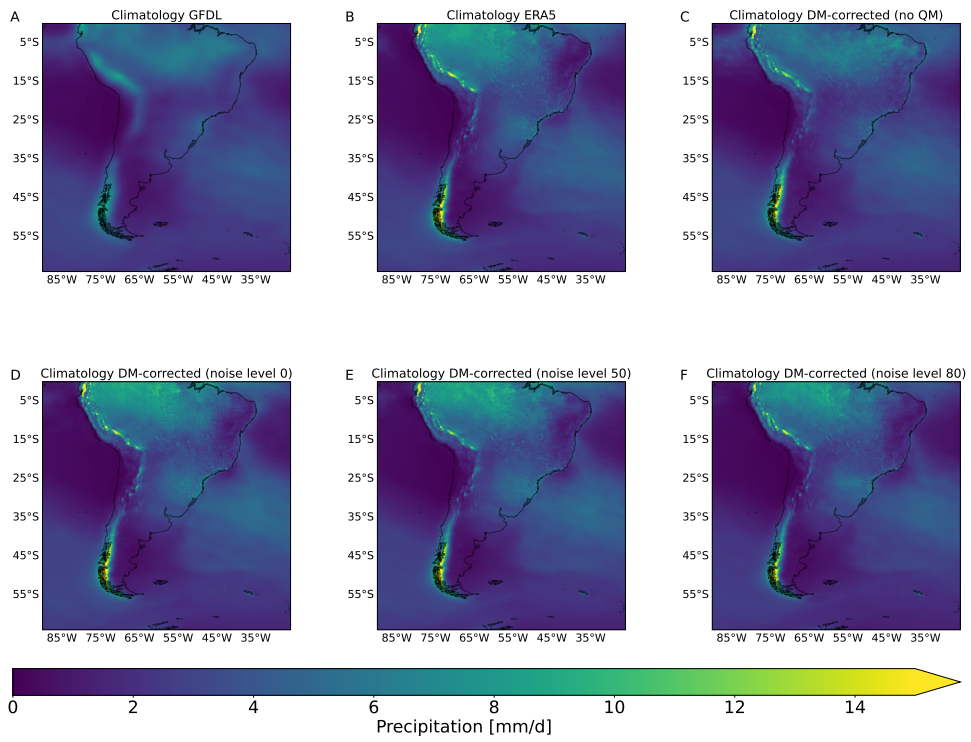 A Climatology GFDL
5°S
15°S
25°S
35°S
45°S
55°S
85°W 75°W 65°W 55°W 45°W 35°W
B Climatology ERA5
5°S
15°S
25°S
35°S
45°S
55°S
85°W 75°W 65°W 55°W 45°W 35°W
C Climatology DM-corrected (no QM)
5°S
15°S
25°S
35°S
45°S
55°S
85°W 75°W 65°W 55°W 45°W 35°W
D Climatology DM-corrected (noise level 0)
5°S
15°S
25°S
35°S
45°S
55°S
85°W 75°W 65°W 55°W 45°W 35°W
E Climatology DM-corrected (noise level 50)
5°S
15°S
25°S
35°S
45°S
55°S
85°W 75°W 65°W 55°W 45°W 35°W
F Climatology DM-corrected (noise level 80)
5°S
15°S
25°S
35°S
45°S
55°S
85°W 75°W 65°W 55°W 45°W 35°W
0 2 4 6 8 10 12 14
Precipitation [mm/d]